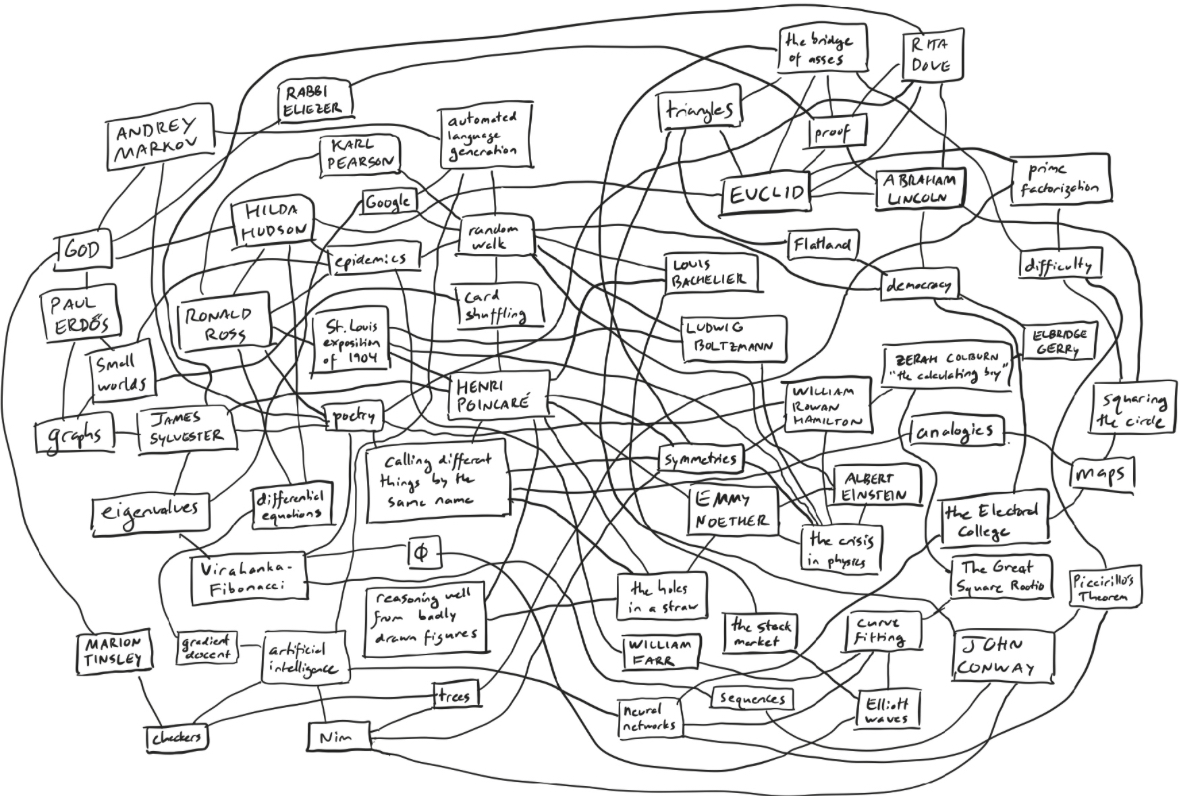 the bridge
of asses
RITA
DOVE
RABBI
ELIEZER
triangles
ANDREY
MARKOV
automated
language
generation
proof
KARL
PEARSON
EUCLID
ABRAHAM
LINCOLN
prime
factorization
Google
HILDA
HUDSON
random
walk
GOD
epidemics
Flatland
difficulty
LOUIS
BACHELIER
democracy
PAUL
ERDŐS
RONALD
ROSS
card
shuffling
St. Louis
exposition
of 1904
LUDWIG
BOLTZMANN
ELBRIDGE
GERRY
Small
worlds
ZERAH COLBURN
"the calculating boy"
HENRI
POINCARÉ
WILLIAM
ROWAN
HAMILTON
squaring
the circle
graphs
JAMES
SYLVESTER
poetry
analogies
calling different
things by the
same name
symmetries
maps
ALBERT
EINSTEIN
eigenvalues
differential
equations
EMMY
NOETHER
the Electoral
College
the crisis
in physics
Φ
Virahanka-
Fibonacci
The Great
Square Rootio
Piccirillo's
Theorem
the holes
in a straw
reasoning well
from badly
drawn figures
the stock
market
curve
fitting
MARION
TINSLEY
gradient
descent
artificial
intelligence
WILLIAM
FARR
JOHN
CONWAY
trees
sequences
neural
networks
Elliott
waves
checkers
Nim